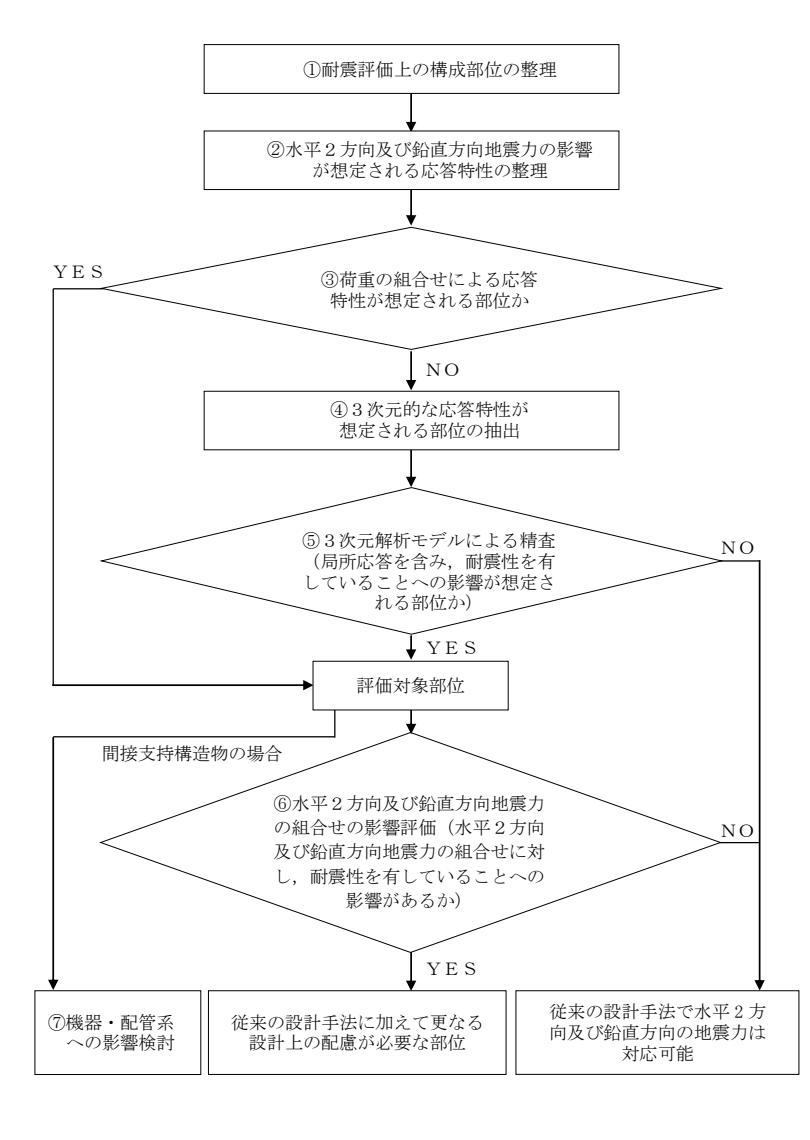 ①耐震評価上の構成部位の整理
②水平２方向及び鉛直方向地震力の影響
が想定される応答特性の整理
ＹＥＳ
③荷重の組合せによる応答
特性が想定される部位か
ＮＯ
④３次元的な応答特性が
想定される部位の抽出
⑤３次元解析モデルによる精査
（局所応答を含み，耐震性を有
していることへの影響が想定さ
れる部位か）
ＮＯ
ＹＥＳ
評価対象部位
間接支持構造物の場合
⑥水平２方向及び鉛直方向地震力
の組合せの影響評価（水平２方向
及び鉛直方向地震力の組合せに対
し，耐震性を有していることへの
影響があるか）
ＮＯ
ＹＥＳ
⑦機器・配管系
への影響検討
従来の設計手法に加えて更なる
設計上の配慮が必要な部位
従来の設計手法で水平２方
向及び鉛直方向の地震力は
対応可能